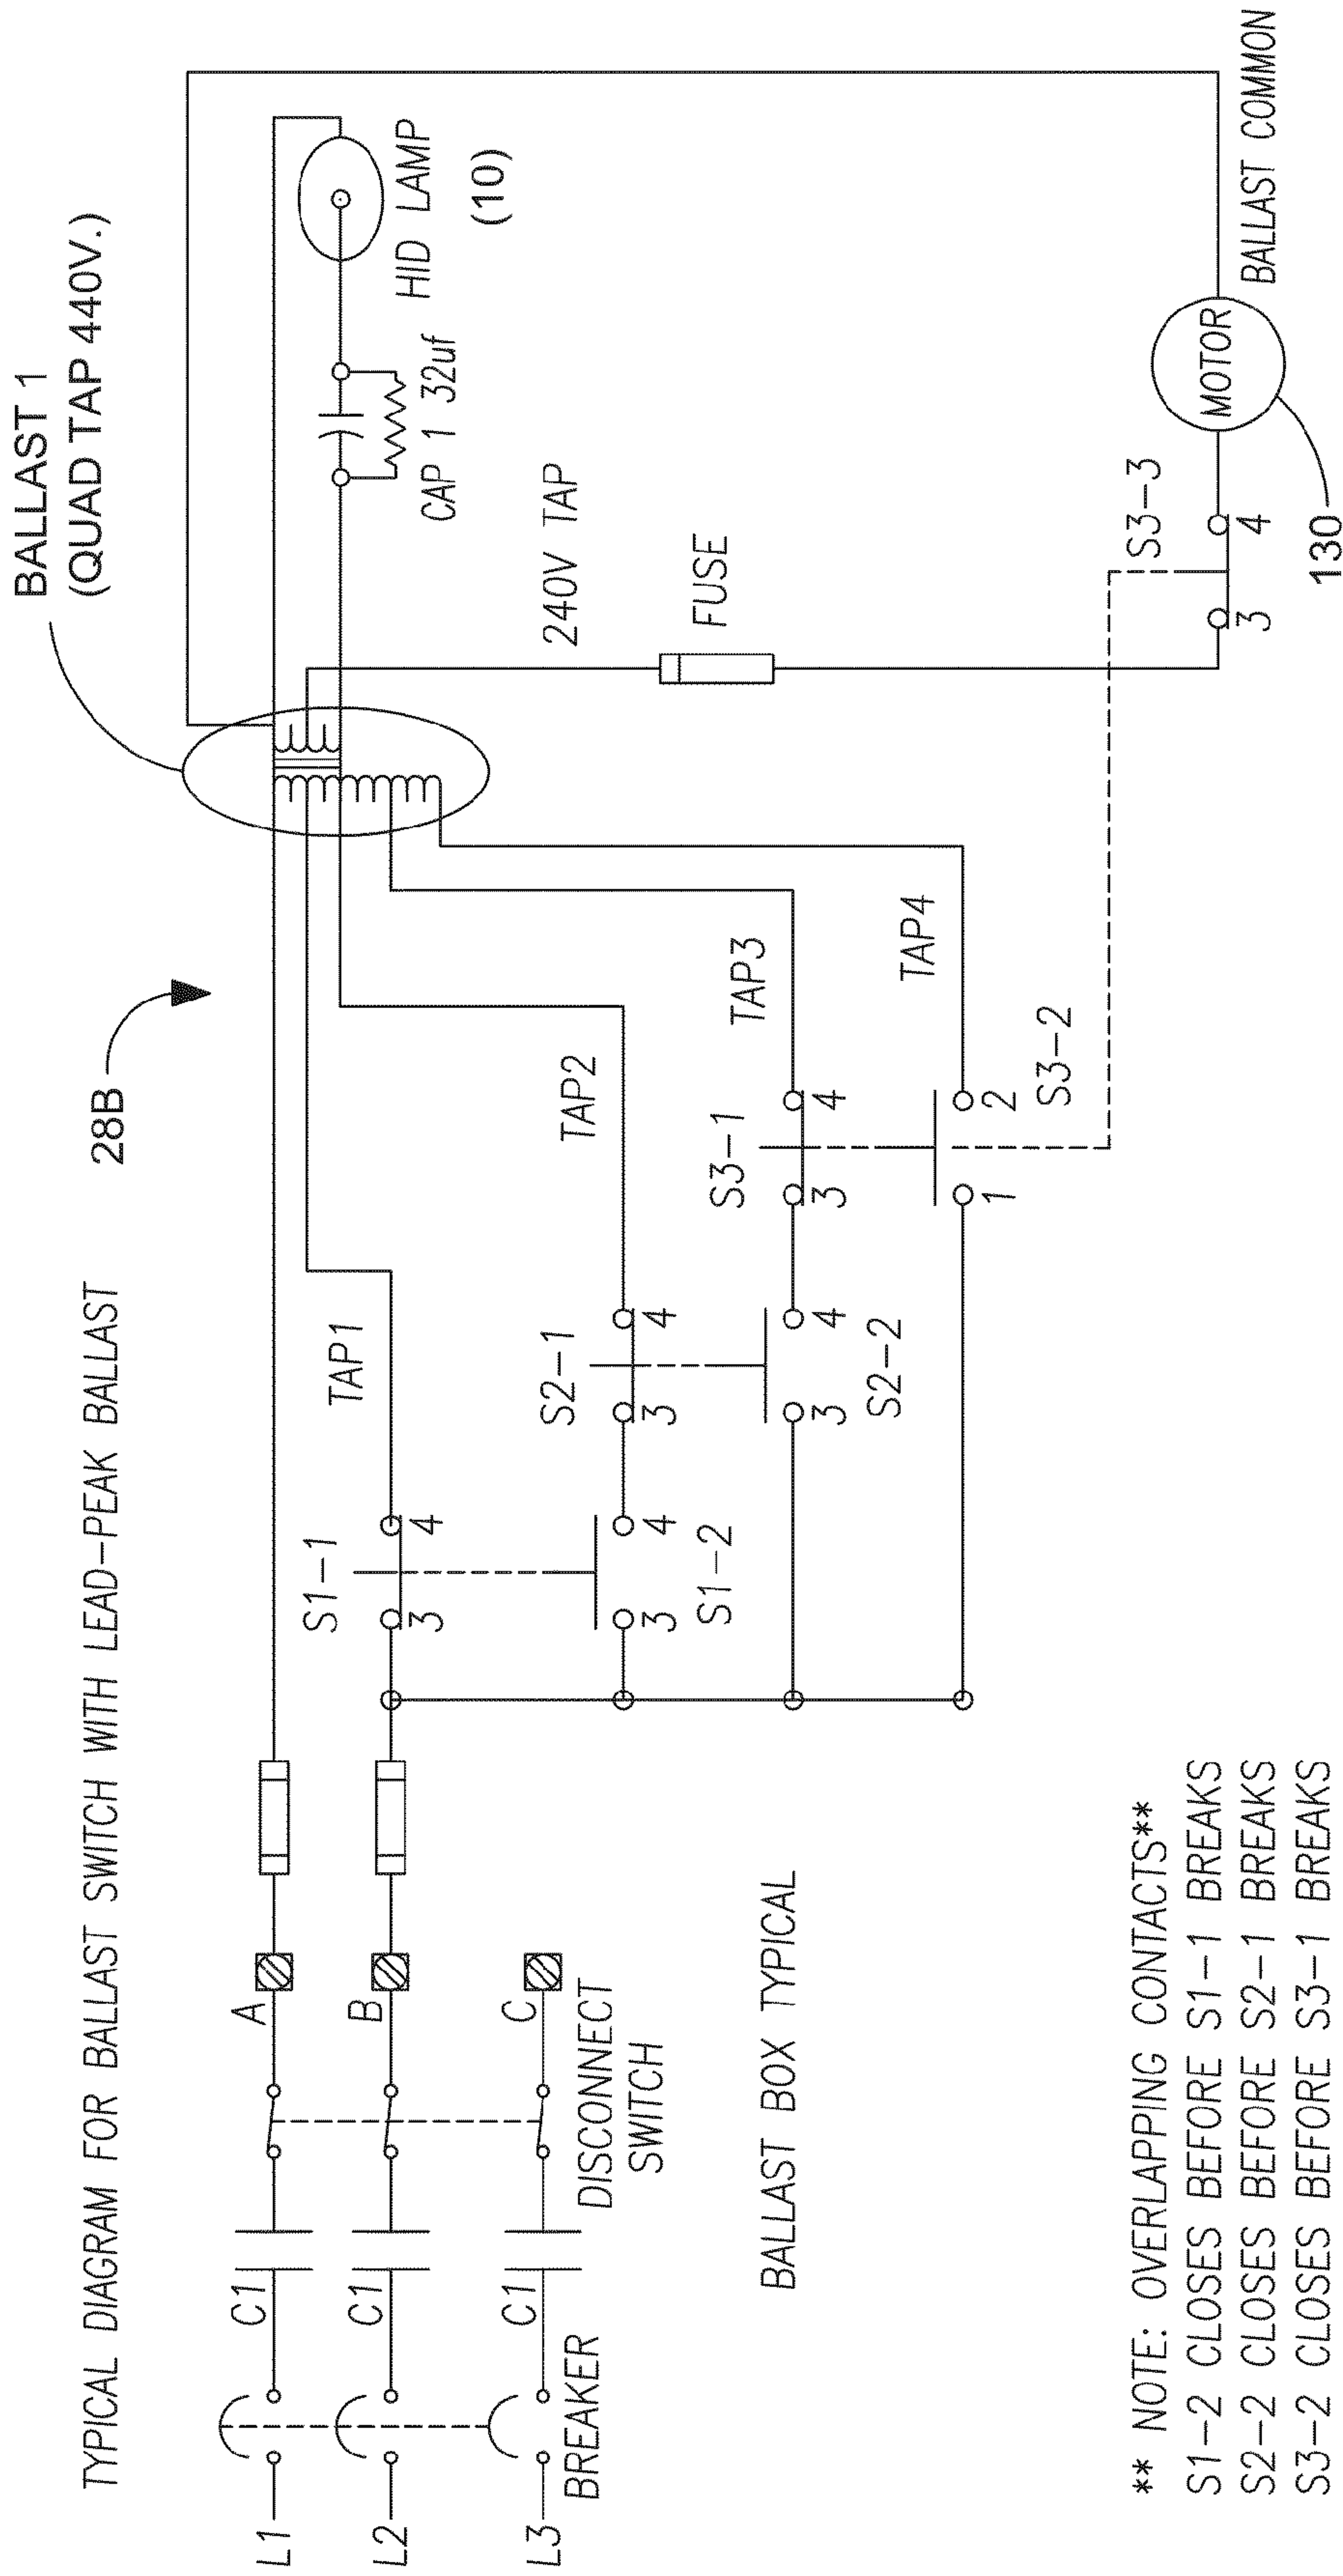 TYPICAL DIAGRAM FOR BALLAST SWITCH WITH LEAD-PEAK BALLAST
28B
BALLAST 1
(QUAD TAP 440V.)
L1
C1
A
L2
C1
B
L3
C1
C
BREAKER
DISCONNECT
SWITCH
S1-1
3
4
TAP1
S1-2
3
4
S2-1
3
4
TAP2
S2-2
3
4
S3-1
3
4
TAP3
S3-2
1
2
TAP4
HID LAMP
(10)
CAP 1 32uf
240V TAP
FUSE
S3-3
3
4
MOTOR
130
BALLAST COMMON
BALLAST BOX TYPICAL
** NOTE: OVERLAPPING CONTACTS**
S1-2 CLOSES BEFORE S1-1 BREAKS
S2-2 CLOSES BEFORE S2-1 BREAKS
S3-2 CLOSES BEFORE S3-1 BREAKS